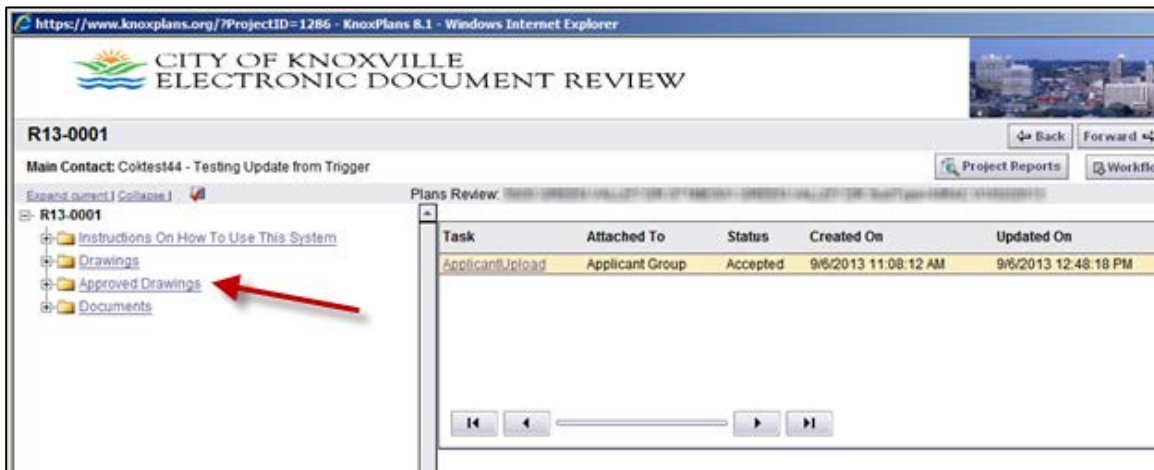 https://www.knoxplans.org/?ProjectID=1286 - KnoxPlans 8.1 - Windows Internet Explorer
CITY OF KNOXVILLE
ELECTRONIC DOCUMENT REVIEW
R13-0001
Back Forward
Main Contact: Coktest44 - Testing Update from Trigger
Project Reports Workflo
Expand current | Collapse |
Plans Review:
R13-0001
Instructions On How To Use This System
Drawings
Approved Drawings
Documents
Task Attached To Status Created On Updated On
ApplicantUpload Applicant Group Accepted 9/6/2013 11:08:12 AM 9/6/2013 12:48:18 PM